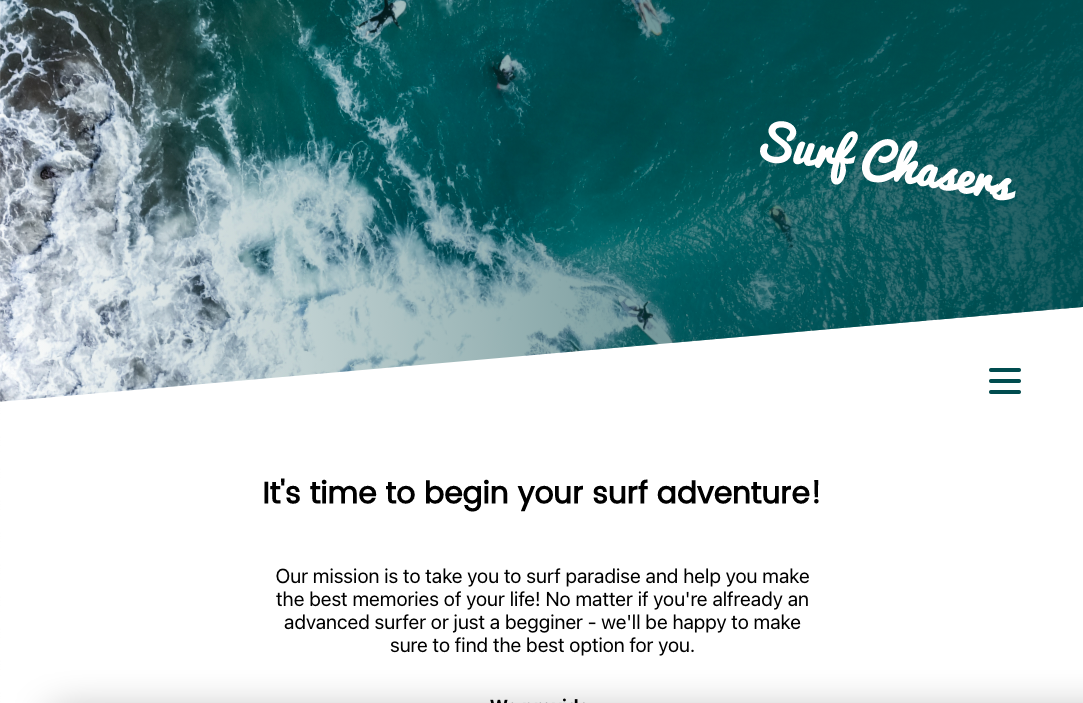 Surf Chasers
It's time to begin your surf adventure!
Our mission is to take you to surf paradise and help you make
the best memories of your life! No matter if you're alfready an
advanced surfer or just a begginer - we'll be happy to make
sure to find the best option for you.